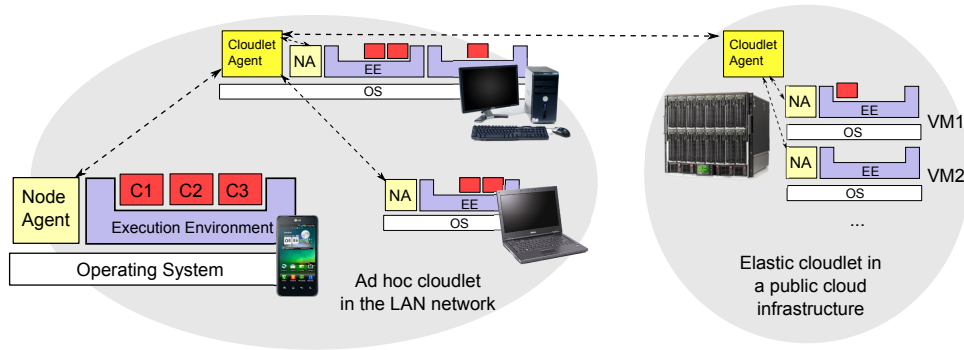 Cloudlet
Agent
NA
EE
OS
Node
Agent
C1
C2
C3
Execution Environment
Operating System
NA
EE
OS
Ad hoc cloudlet
in the LAN network
Cloudlet
Agent
NA
EE
OS
VM1
NA
EE
OS
VM2
...
Elastic cloudlet in
a public cloud
infrastructure